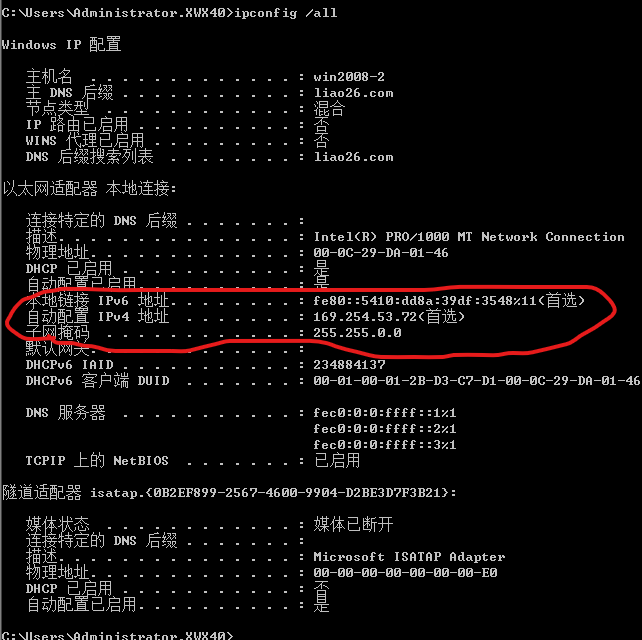 C:\Users\Administrator.XWX40>ipconfig /all
Windows IP 配置
主机名 . . . . . . . . . . . . . : win2008-2
主 DNS 后缀 . . . . . . . . . . . : liao26.com
节点类型 . . . . . . . . . . . . : 混合
IP 路由已启用 . . . . . . . . . . : 否
WINS 代理已启用 . . . . . . . . . : 否
DNS 后缀搜索列表 . . . . . . . . : liao26.com
以太网适配器 本地连接:
连接特定的 DNS 后缀 . . . . . . . :
描述. . . . . . . . . . . . . . . : Intel(R) PRO/1000 MT Network Connection
物理地址. . . . . . . . . . . . . : 00-0C-29-DA-01-46
DHCP 已启用 . . . . . . . . . . . : 是
自动配置已启用. . . . . . . . . . : 是
本地链接 IPv6 地址. . . . . . . . : fe80::5410:dd8a:39df:3548%11(首选)
自动配置 IPv4 地址 . . . . . . . : 169.254.53.72(首选)
子网掩码 . . . . . . . . . . . . : 255.255.0.0
默认网关. . . . . . . . . . . . . :
DHCPv6 IAID . . . . . . . . . . . : 234884137
DHCPv6 客户端 DUID . . . . . . . : 00-01-00-01-2B-D3-C7-D1-00-0C-29-DA-01-46
DNS 服务器 . . . . . . . . . . . : fec0:0:0:ffff::1%1
fec0:0:0:ffff::2%1
fec0:0:0:ffff::3%1
TCPIP 上的 NetBIOS . . . . . . . : 已启用
隧道适配器 isatap.{0B2EF899-2567-4600-9904-D2BE3D7F3B21}:
媒体状态 . . . . . . . . . . . . : 媒体已断开
连接特定的 DNS 后缀 . . . . . . . :
描述. . . . . . . . . . . . . . . : Microsoft ISATAP Adapter
物理地址. . . . . . . . . . . . . : 00-00-00-00-00-00-00-E0
DHCP 已启用 . . . . . . . . . . . : 否
自动配置已启用. . . . . . . . . . : 是
C:\Users\Administrator.XWX40>